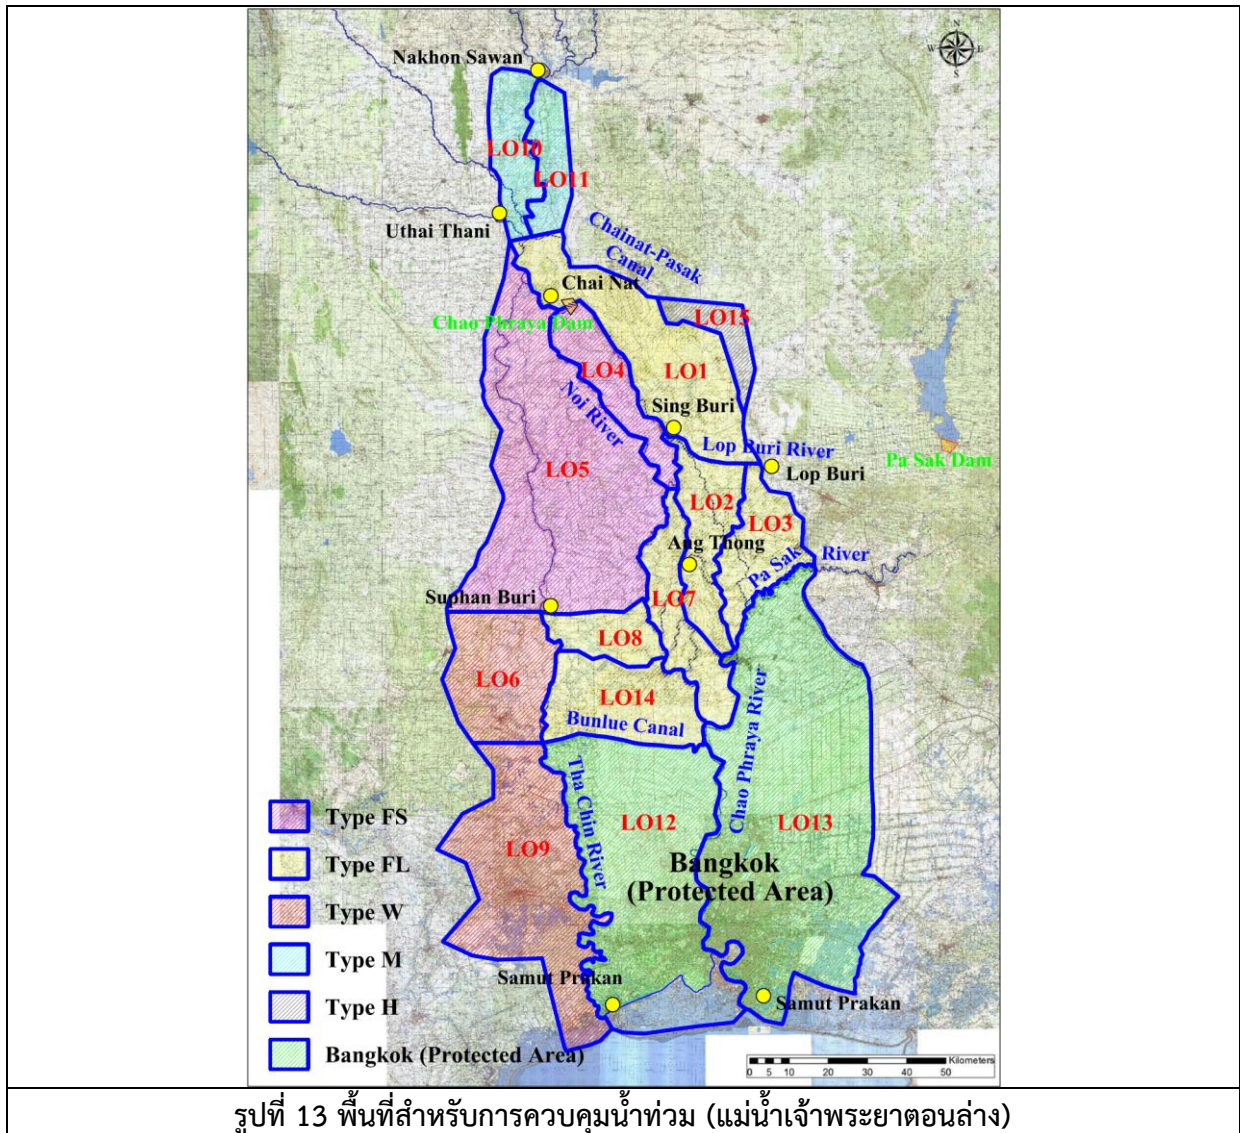 N
W E
S
Nakhon Sawan
LO10
LO11
Uthai Thani
Chainat-Pasak
Canal
Chai Nat
Chao Phraya Dam
LO15
LO4
LO1
Noi River
Sing Buri
Lop Buri River
Pa Sak Dam
Lop Buri
LO5
LO2
LO3
Ang Thong
Pa Sak River
Suphan Buri
LO7
LO8
LO6
LO14
Bunlue Canal
Chao Phraya River
Tha Chin River
Type FS
Type FL
Type W
Type M
Type H
Bangkok (Protected Area)
LO9
LO12
LO13
Bangkok
(Protected Area)
Samut Prakan
Samut Prakan
Kilometers
0 5 10 20 30 40 50
รูปที่ 13 พื้นที่สำหรับการควบคุมน้ำท่วม (แม่น้ำเจ้าพระยาตอนล่าง)